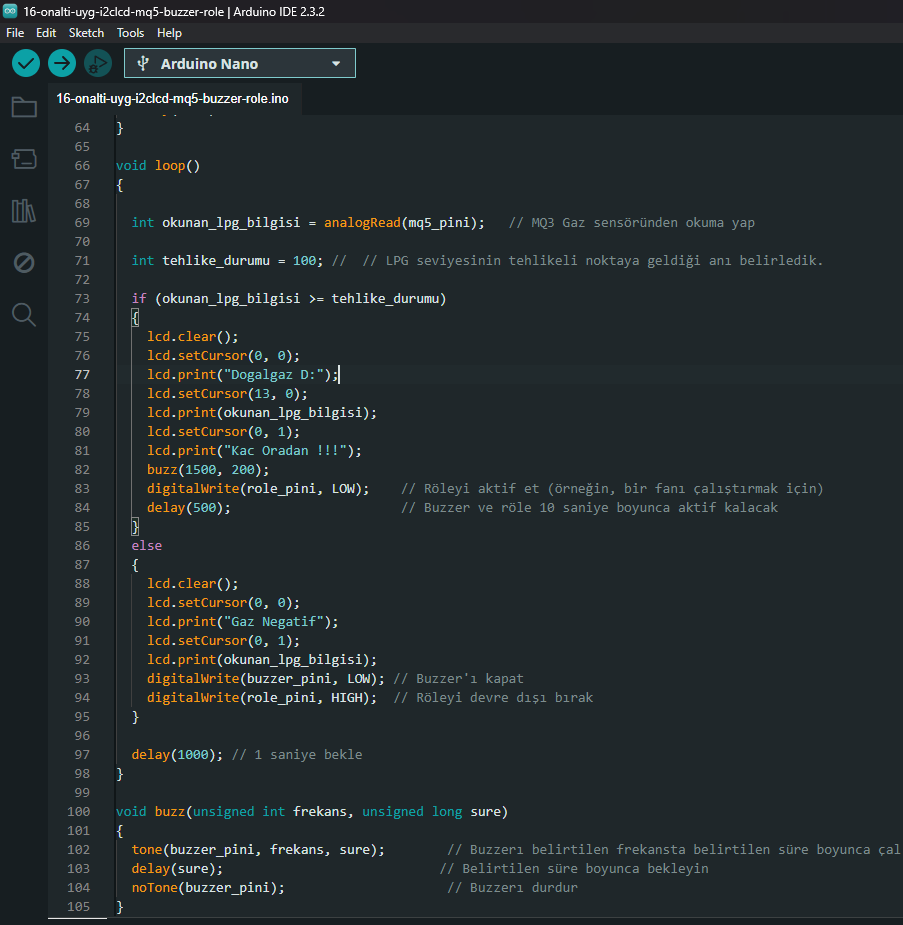 16-onalti-uyg-i2clcd-mq5-buzzer-role | Arduino IDE 2.3.2
File Edit Sketch Tools Help
Arduino Nano
16-onalti-uyg-i2clcd-mq5-buzzer-role.ino
64 }
65
66 void loop()
67 {
68
69 int okunan_lpg_bilgisi = analogRead(mq5_pini); // MQ3 Gaz sensöründen okuma yap
70
71 int tehlike_durumu = 100; // // LPG seviyesinin tehlikeli noktaya geldiği anı belirledik.
72
73 if (okunan_lpg_bilgisi >= tehlike_durumu)
74 {
75 lcd.clear();
76 lcd.setCursor(0, 0);
77 lcd.print("Dogalgaz D:");
78 lcd.setCursor(13, 0);
79 lcd.print(okunan_lpg_bilgisi);
80 lcd.setCursor(0, 1);
81 lcd.print("Kac Oradan !!!");
82 buzz(1500, 200);
83 digitalWrite(role_pini, LOW); // Röleyi aktif et (örneğin, bir fanı çalıştırmak için)
84 delay(500); // Buzzer ve röle 10 saniye boyunca aktif kalacak
85 }
86 else
87 {
88 lcd.clear();
89 lcd.setCursor(0, 0);
90 lcd.print("Gaz Negatif");
91 lcd.setCursor(0, 1);
92 lcd.print(okunan_lpg_bilgisi);
93 digitalWrite(buzzer_pini, LOW); // Buzzer'ı kapat
94 digitalWrite(role_pini, HIGH); // Röleyi devre dışı bırak
95 }
96
97 delay(1000); // 1 saniye bekle
98 }
99
100 void buzz(unsigned int frekans, unsigned long sure)
101 {
102 tone(buzzer_pini, frekans, sure); // Buzzerı belirtilen frekansta belirtilen süre boyunca çal
103 delay(sure); // Belirtilen süre boyunca bekleyin
104 noTone(buzzer_pini); // Buzzerı durdur
105 }